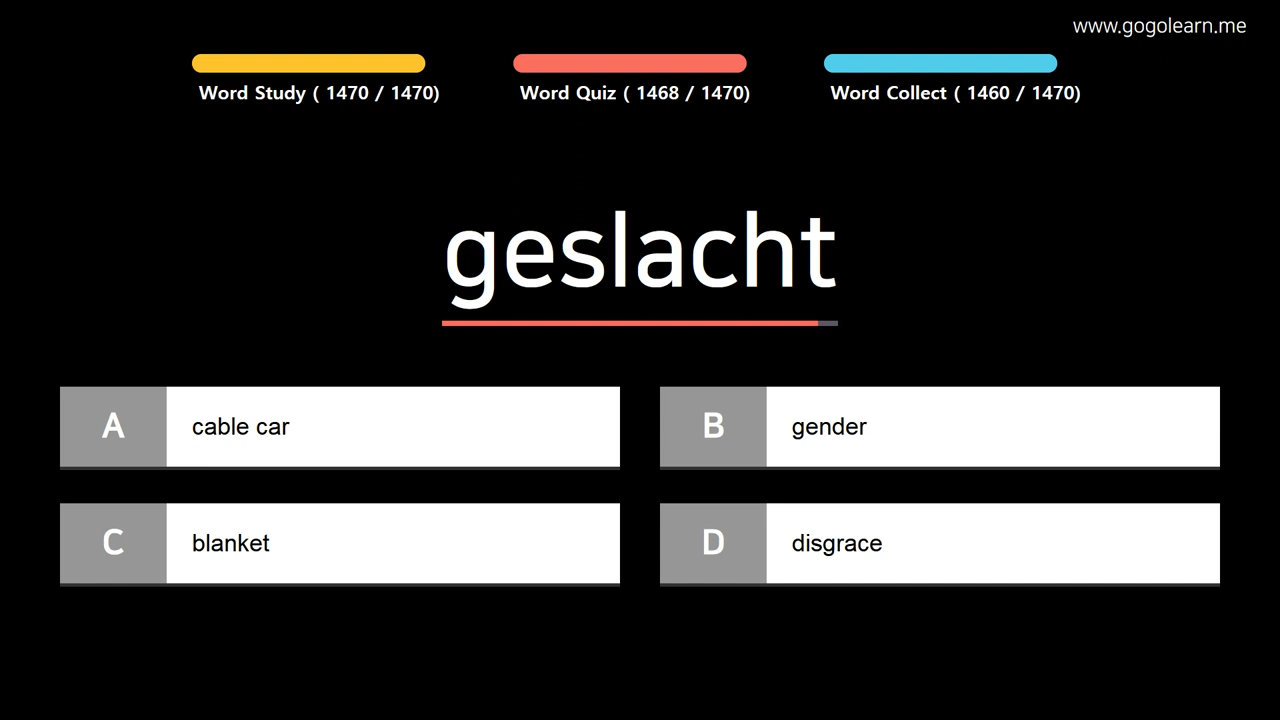 www.gogolearn.me
Word Study ( 1470 / 1470)
Word Quiz ( 1468 / 1470)
Word Collect ( 1460 / 1470)
geslacht
A cable car
B gender
C blanket
D disgrace